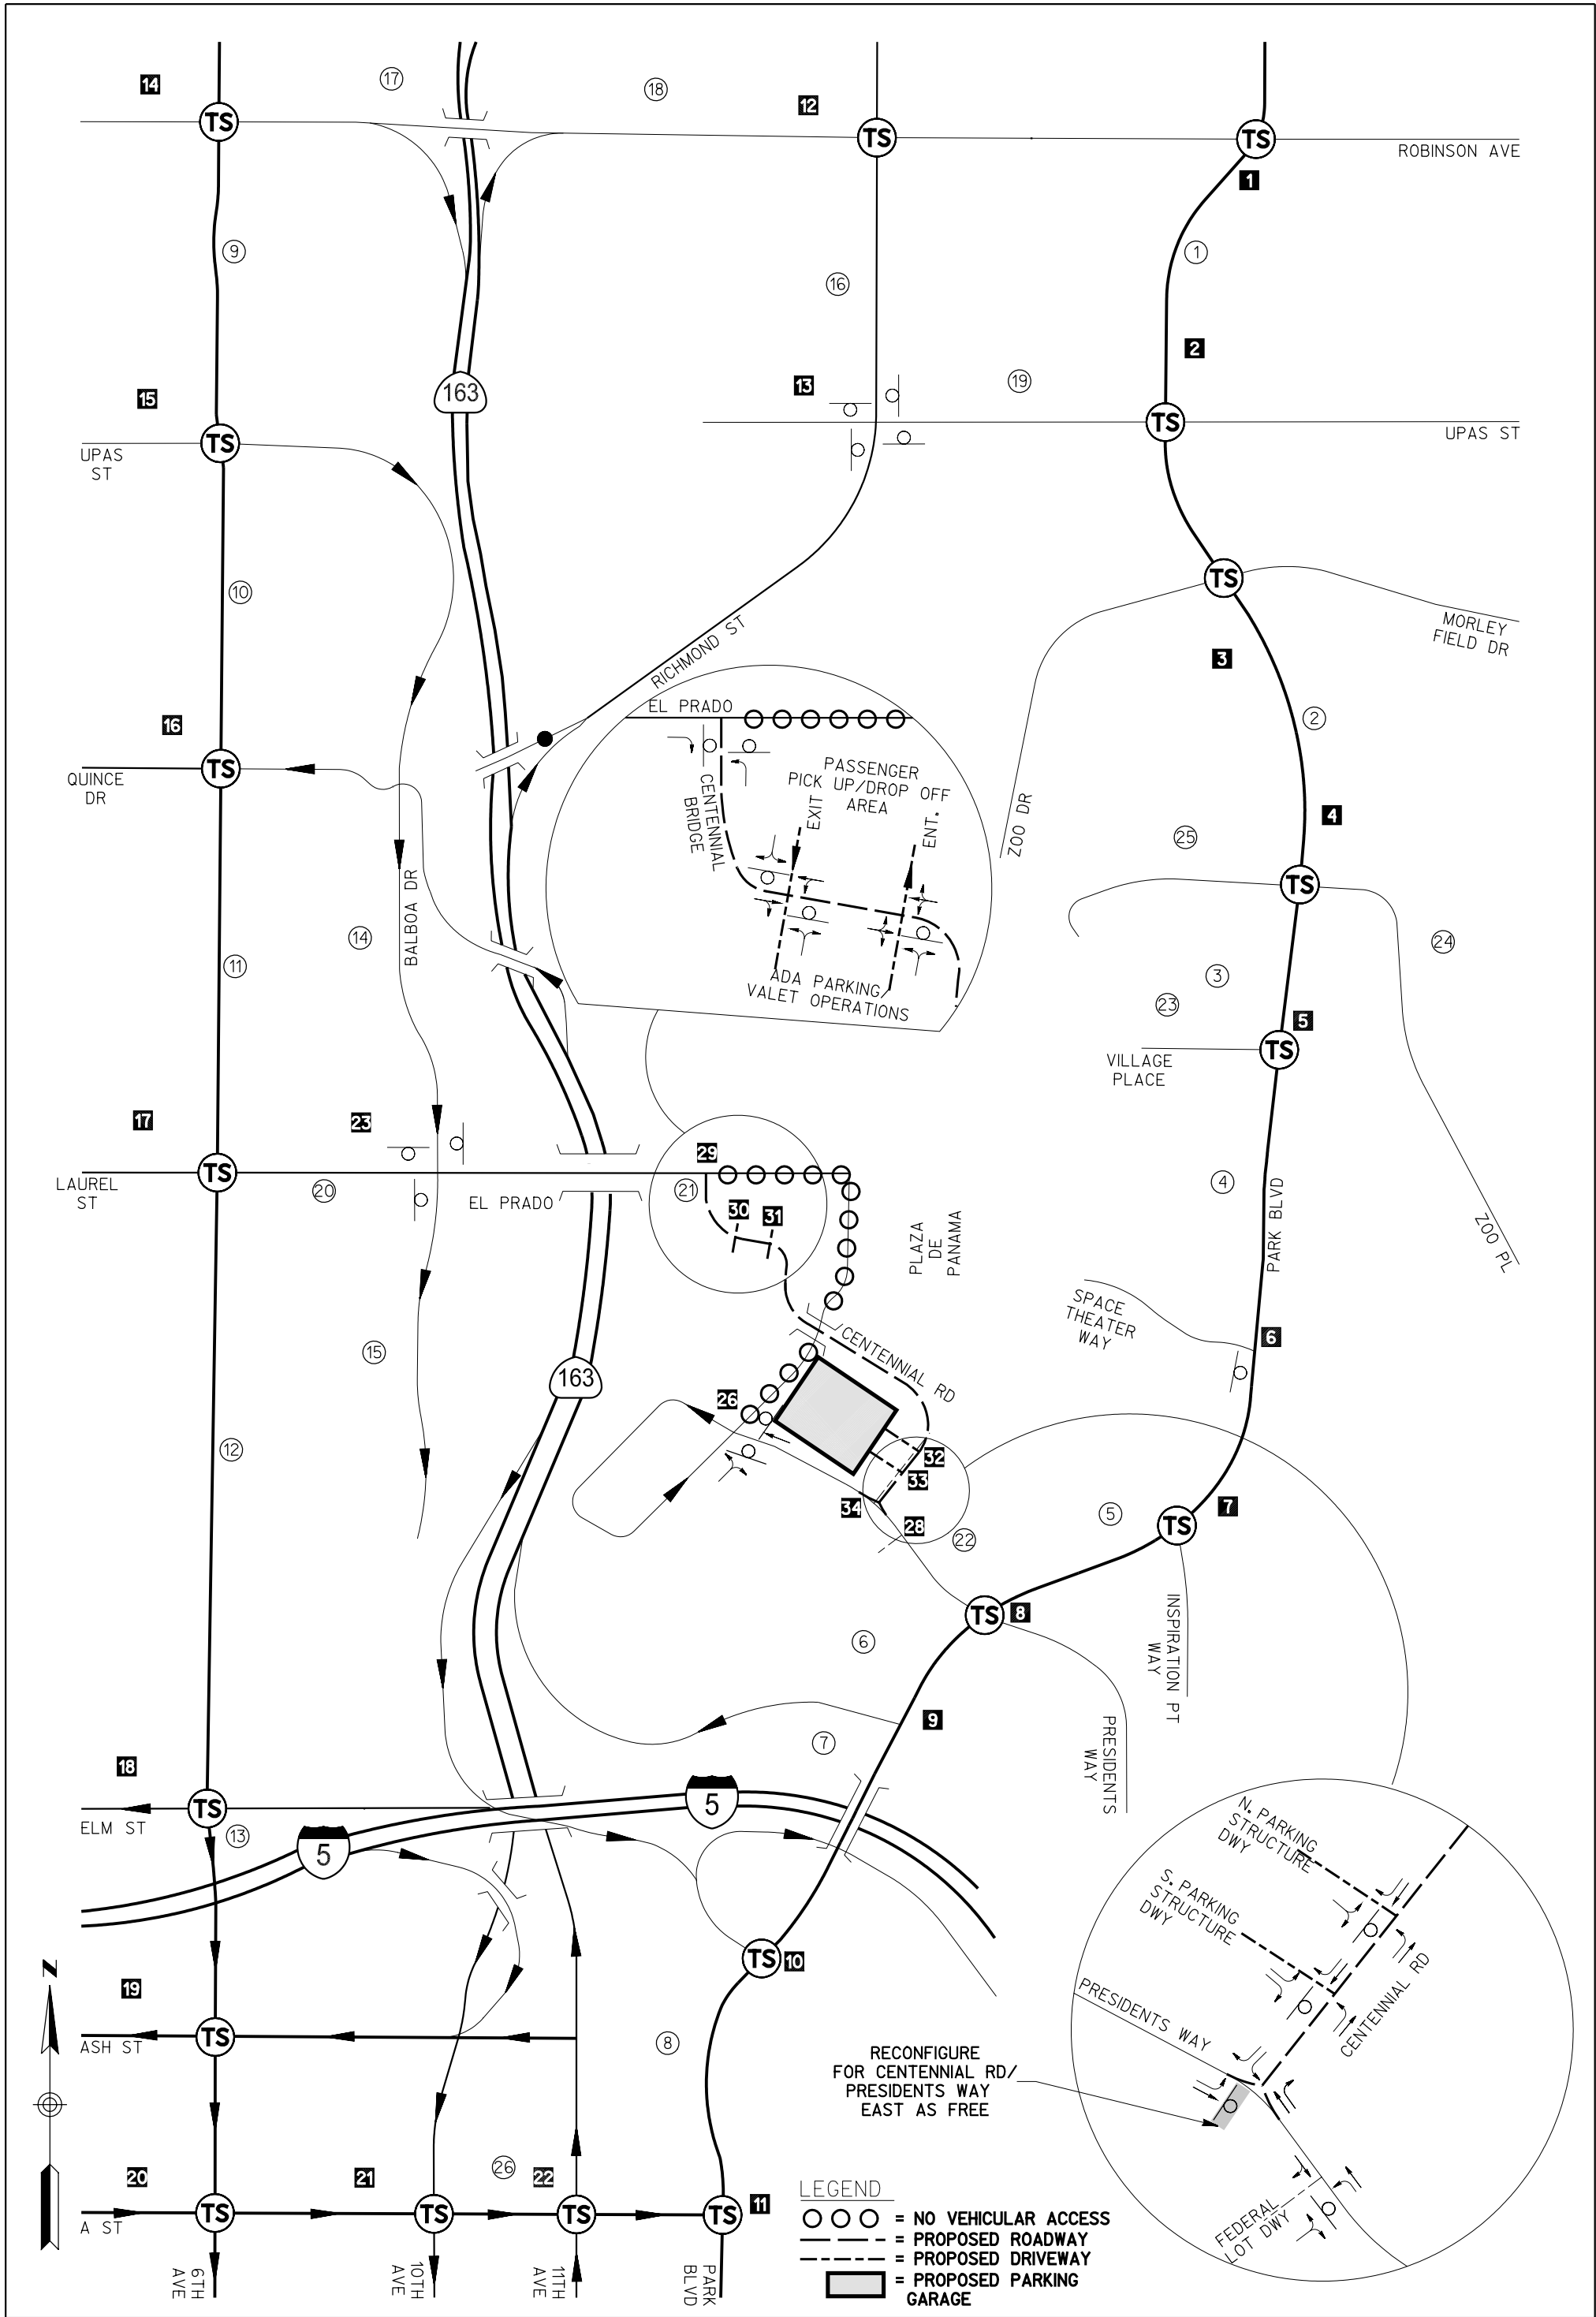 14
17
18
12
TS
TS
TS
ROBINSON AVE
1
9
1
16
2
163
15
13
19
TS
TS
UPAS
ST
UPAS ST
TS
10
MORLEY
FIELD DR
RICHMOND ST
3
EL PRADO
16
2
TS
QUINCE
DR
PASSENGER
PICK UP/DROP OFF
AREA
CENTENNIAL
BRIDGE
EXIT
ENT.
ZOO DR
4
25
TS
BALBOA DR
14
24
11
3
23
ADA PARKING/
VALET OPERATIONS
5
TS
VILLAGE
PLACE
17
23
29
TS
LAUREL
ST
20
EL PRADO
21
30
31
4
PARK BLVD
PLAZA
DE
PANAMA
ZOO PL
SPACE
THEATER
WAY
6
15
CENTENNIAL RD
163
26
12
32
33
34
28
22
5
7
TS
TS
8
INSPIRATION PT
WAY
6
9
7
PRESIDENTS
WAY
18
TS
ELM ST
13
5
5
N. PARKING
STRUCTURE
DWY
S. PARKING
STRUCTURE
DWY
TS
10
N
19
PRESIDENTS WAY
CENTENNIAL RD
TS
ASH ST
8
RECONFIGURE
FOR CENTENNIAL RD/
PRESIDENTS WAY
EAST AS FREE
20
21
26
22
11
TS
TS
TS
TS
A ST
FEDERAL
LOT DWY
6TH
AVE
10TH
AVE
11TH
AVE
PARK
BLVD
LEGEND
= NO VEHICULAR ACCESS
= PROPOSED ROADWAY
= PROPOSED DRIVEWAY
= PROPOSED PARKING
GARAGE